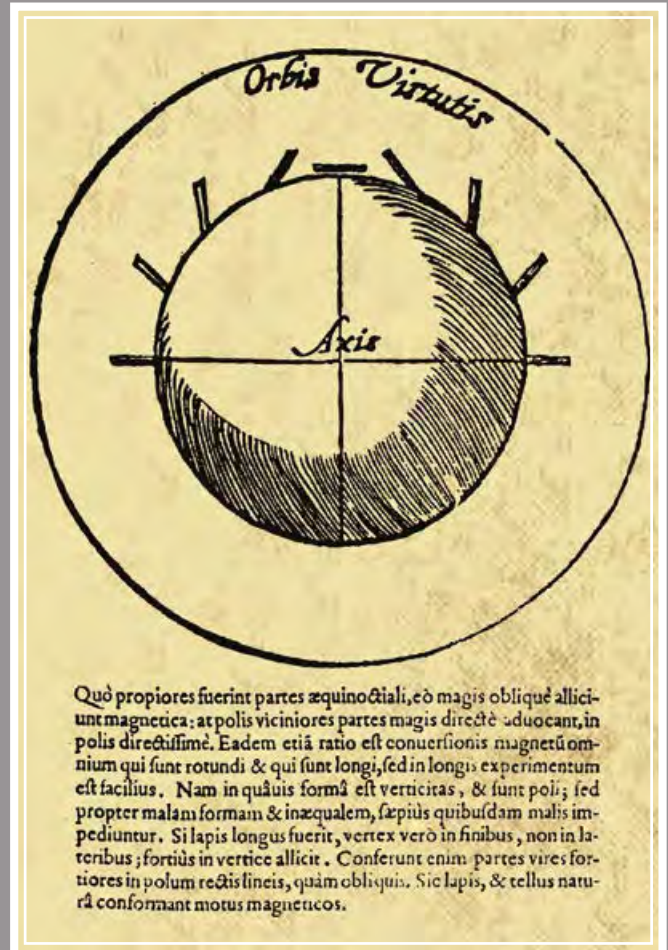 Orbis Virtutis
Axis
Quò propiores fuerint partes æquinoctiali, eò magis obliquè allici-
unt magnetica: at polis viciniores partes magis directè aduocant, in
polis directissimè. Eadem etiã ratio est conuersionis magnetũ om-
nium qui sunt rotundi & qui sunt longi, sed in longis experimentum
est facilius. Nam in quâuis formâ est verticitas, & sunt poli; sed
propter malam formam & inæqualem, sæpiùs quibusdam malis im-
pediuntur. Si lapis longus fuerit, vertex verò in finibus, non in la-
teribus; fortiùs in vertice allicit. Conferunt enim partes vires for-
tiores in polum rectis lineis, quàm obliquis. Sic lapis, & tellus natu-
râ conformant motus magneticos.